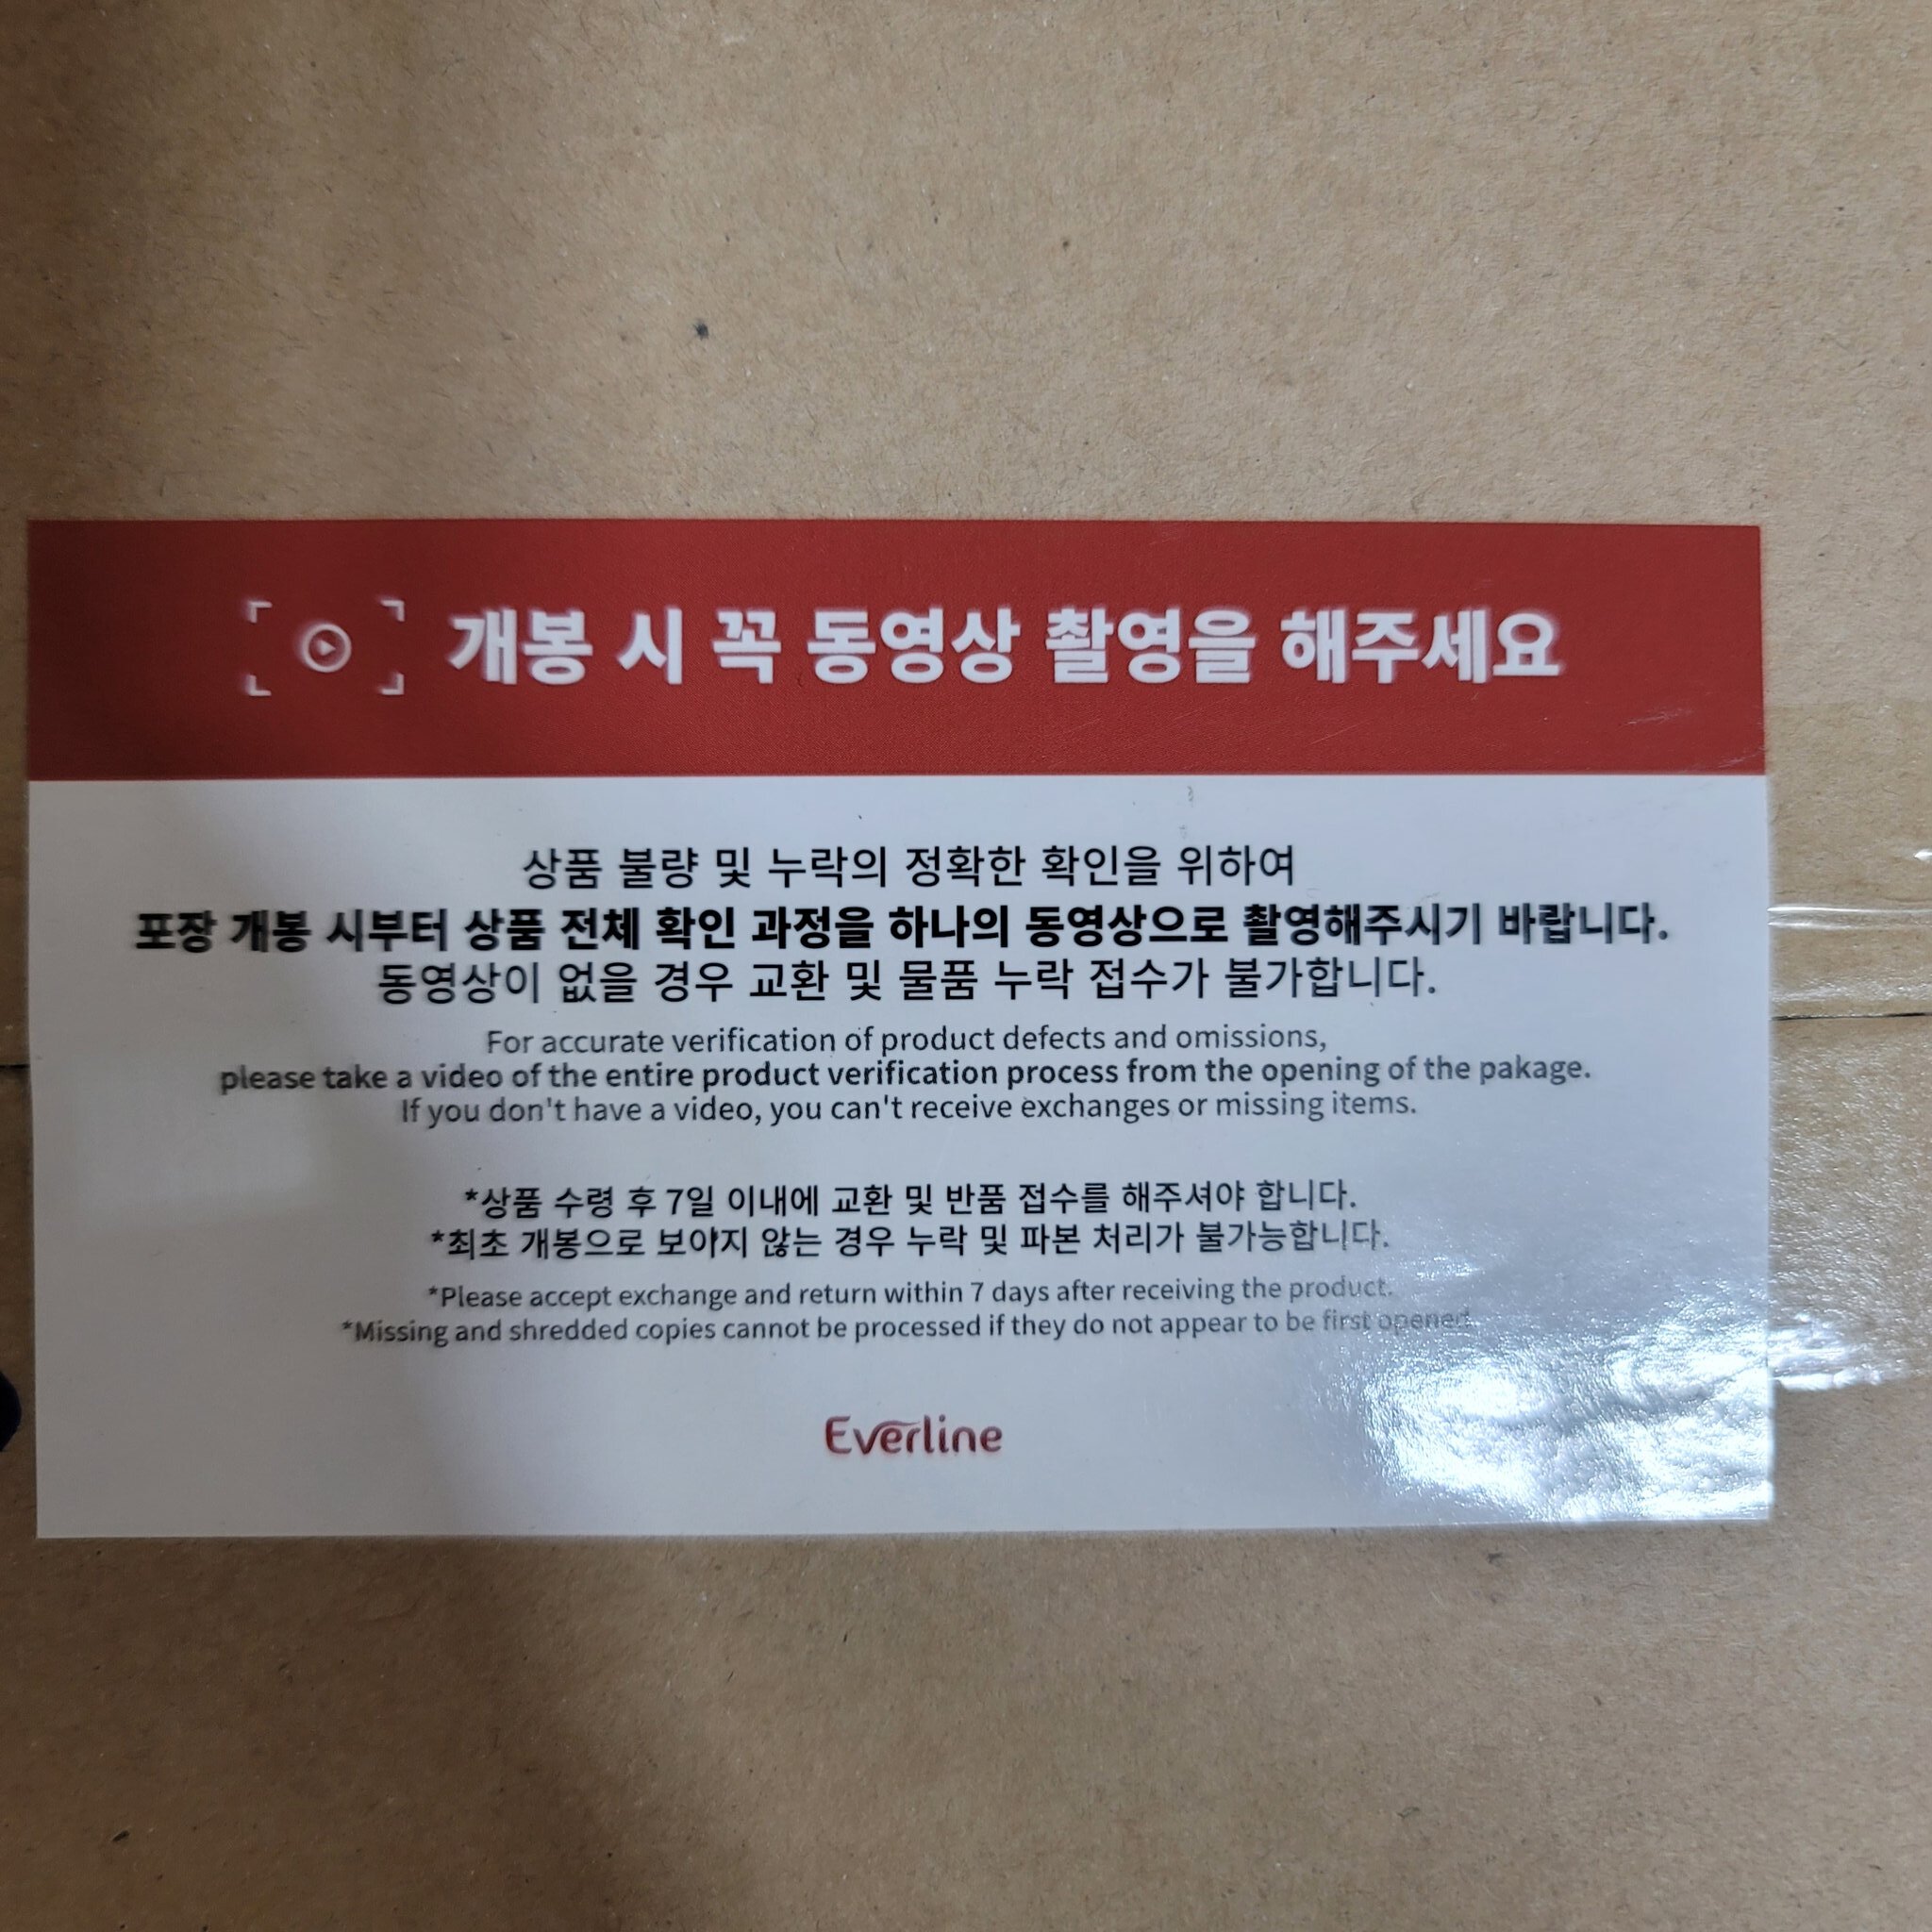 개봉 시 꼭 동영상 촬영을 해주세요
상품 불량 및 누락의 정확한 확인을 위하여
포장 개봉 시부터 상품 전체 확인 과정을 하나의 동영상으로 촬영해주시기 바랍니다.
동영상이 없을 경우 교환 및 물품 누락 접수가 불가합니다.
For accurate verification of product defects and omissions,
please take a video of the entire product verification process from the opening of the pakage.
If you don't have a video, you can't receive exchanges or missing items.
*상품 수령 후 7일 이내에 교환 및 반품 접수를 해주셔야 합니다.
*최초 개봉으로 보이지 않는 경우 누락 및 파본 처리가 불가능합니다.
*Please accept exchange and return within 7 days after receiving the product.
*Missing and shredded copies cannot be processed if they do not appear to be first opened.
Everline